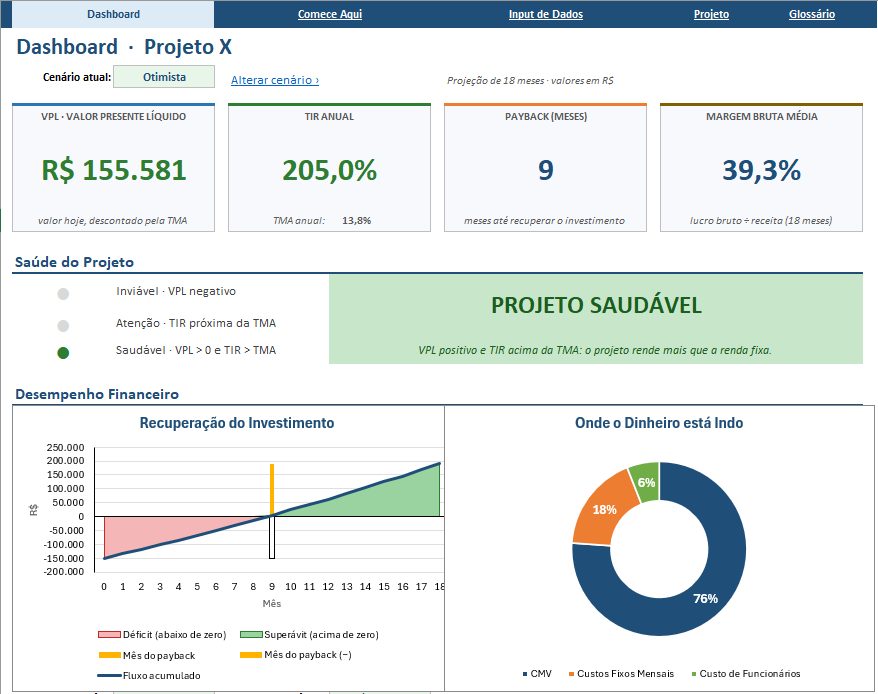 Dashboard Comece Aqui Input de Dados Projeto Glossário
Dashboard · Projeto X
Cenário atual: Otimista Alterar cenário › Projeção de 18 meses · valores em R$
VPL · VALOR PRESENTE LÍQUIDO
R$ 155.581
valor hoje, descontado pela TMA
TIR ANUAL
205,0%
TMA anual: 13,8%
PAYBACK (MESES)
9
meses até recuperar o investimento
MARGEM BRUTA MÉDIA
39,3%
lucro bruto ÷ receita (18 meses)
Saúde do Projeto
Inviável · VPL negativo
Atenção · TIR próxima da TMA
Saudável · VPL > 0 e TIR > TMA
PROJETO SAUDÁVEL
VPL positivo e TIR acima da TMA: o projeto rende mais que a renda fixa.
Desempenho Financeiro
Recuperação do Investimento
250.000
200.000
150.000
100.000
50.000
0
-50.000
-100.000
-150.000
-200.000
R$
0 1 2 3 4 5 6 7 8 9 10 11 12 13 14 15 16 17 18
Mês
Déficit (abaixo de zero) Superávit (acima de zero)
Mês do payback Mês do payback (−)
Fluxo acumulado
Onde o Dinheiro está Indo
6%
18%
76%
CMV Custos Fixos Mensais Custo de Funcionários